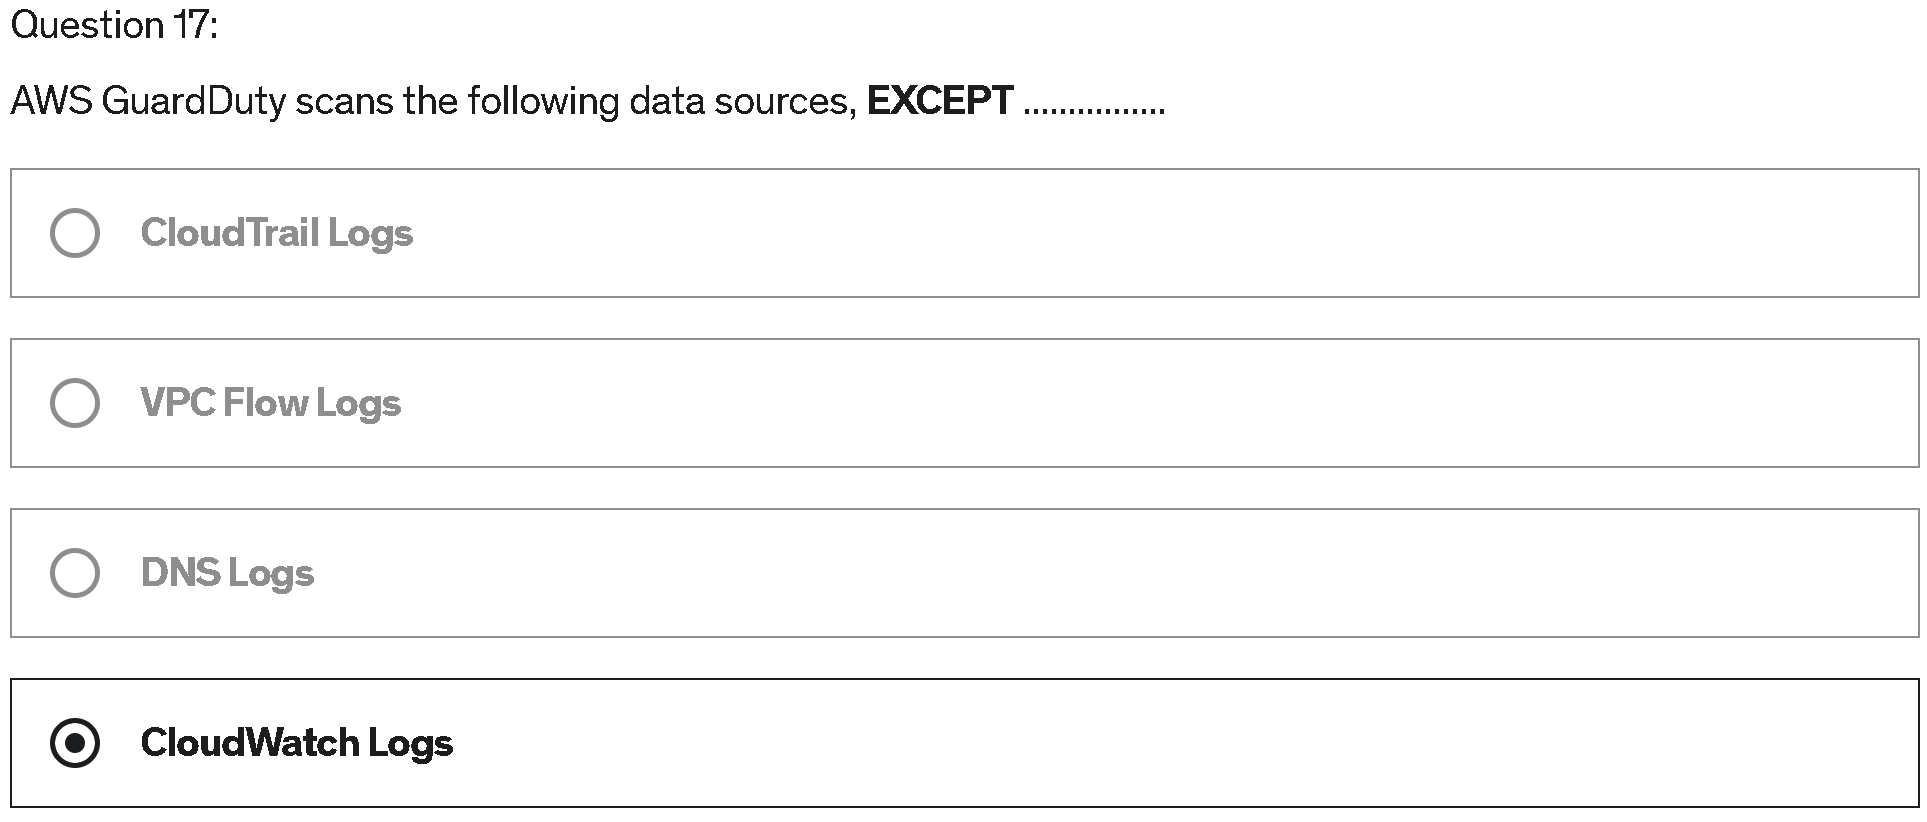 Question 17:
AWS GuardDuty scans the following data sources, EXCEPT ................
CloudTrail Logs
VPC Flow Logs
DNS Logs
CloudWatch Logs